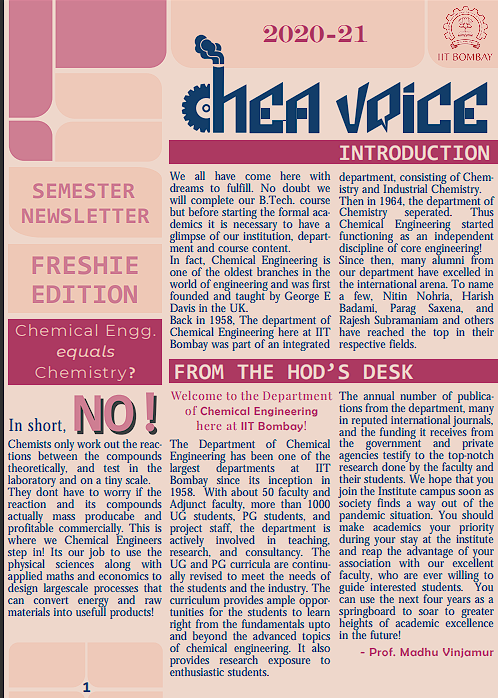 2020-21
IIT BOMBAY
chEA VOiCE
SEMESTER
NEWSLETTER
FRESHIE
EDITION
Chemical Engg.
equals
Chemistry?
In short, NO!
Chemists only work out the reac-
tions between the compounds
theoretically, and test in the
laboratory and on a tiny scale.
They dont have to worry if the
reaction and its compounds
actually mass producabe and
profitable commercially. This is
where we Chemical Engineers
step in! Its our job to use the
physical sciences along with
applied maths and economics to
design largescale processes that
can convert energy and raw
materials into usefull products!
INTRODUCTION
We all have come here with
dreams to fulfill. No doubt we
will complete our B.Tech. course
but before starting the formal aca-
demics it is necessary to have a
glimpse of our institution, depart-
ment and course content.
In fact, Chemical Engineering is
one of the oldest branches in the
world of engineering and was first
founded and taught by George E
Davis in the UK.
Back in 1958, The department of
Chemical Engineering here at IIT
Bombay was part of an integrated
department, consisting of Chem-
istry and Industrial Chemistry.
Then in 1964, the department of
Chemistry seperated. Thus
Chemical Engineering started
functioning as an independent
discipline of core engineering!
Since then, many alumni from
our department have excelled in
the international arena. To name
a few, Nitin Nohria, Harish
Badami, Parag Saxena, and
Rajesh Subramaniam and others
have reached the top in their
respective fields.
FROM THE HOD'S DESK
Welcome to the Department
of Chemical Engineering
here at IIT Bombay!
The Department of Chemical
Engineering has been one of the
largest departments at IIT
Bombay since its inception in
1958. With about 50 faculty and
Adjunct faculty, more than 1000
UG students, PG students, and
project staff, the department is
actively involved in teaching,
research, and consultancy. The
UG and PG curricula are continu-
ally revised to meet the needs of
the students and the industry. The
curriculum provides ample oppor-
tunities for the students to learn
right from the fundamentals upto
and beyond the advanced topics
of chemical engineering. It also
provides research exposure to
enthusiastic students.
The annual number of publica-
tions from the department, many
in reputed international journals,
and the funding it receives from
the government and private
agencies testify to the top-notch
research done by the faculty and
their students. We hope that you
join the Institute campus soon as
society finds a way out of the
pandemic situation. You should
make academics your priority
during your stay at the institute
and reap the advantage of your
association with our excellent
faculty, who are ever willing to
guide interested students. You
can use the next four years as a
springboard to soar to greater
heights of academic excellence
in the future!
- Prof. Madhu Vinjamur
1